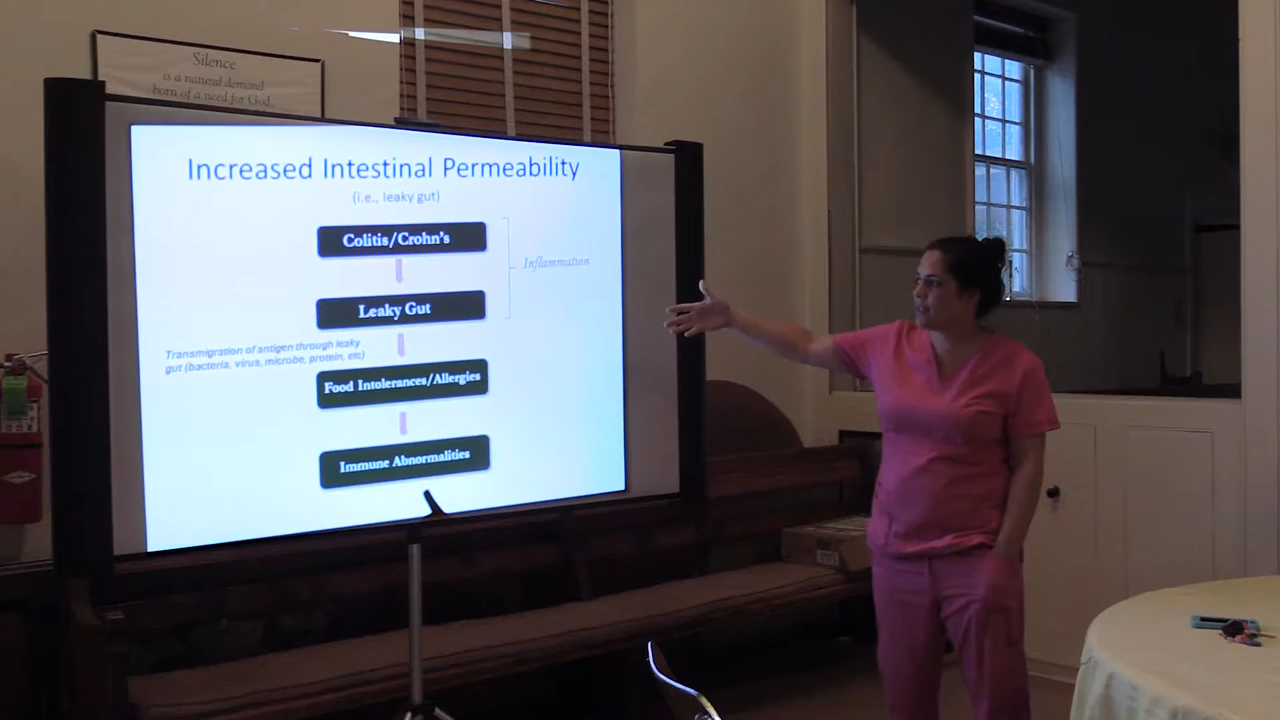 Silence
is a natural demand
born of a need for God.
Increased Intestinal Permeability
(i.e., leaky gut)
Colitis/Crohn's
Inflammation
Leaky Gut
Transmigration of antigen through leaky
gut (bacteria, virus, microbe, protein, etc)
Food Intolerances/Allergies
Immune Abnormalities